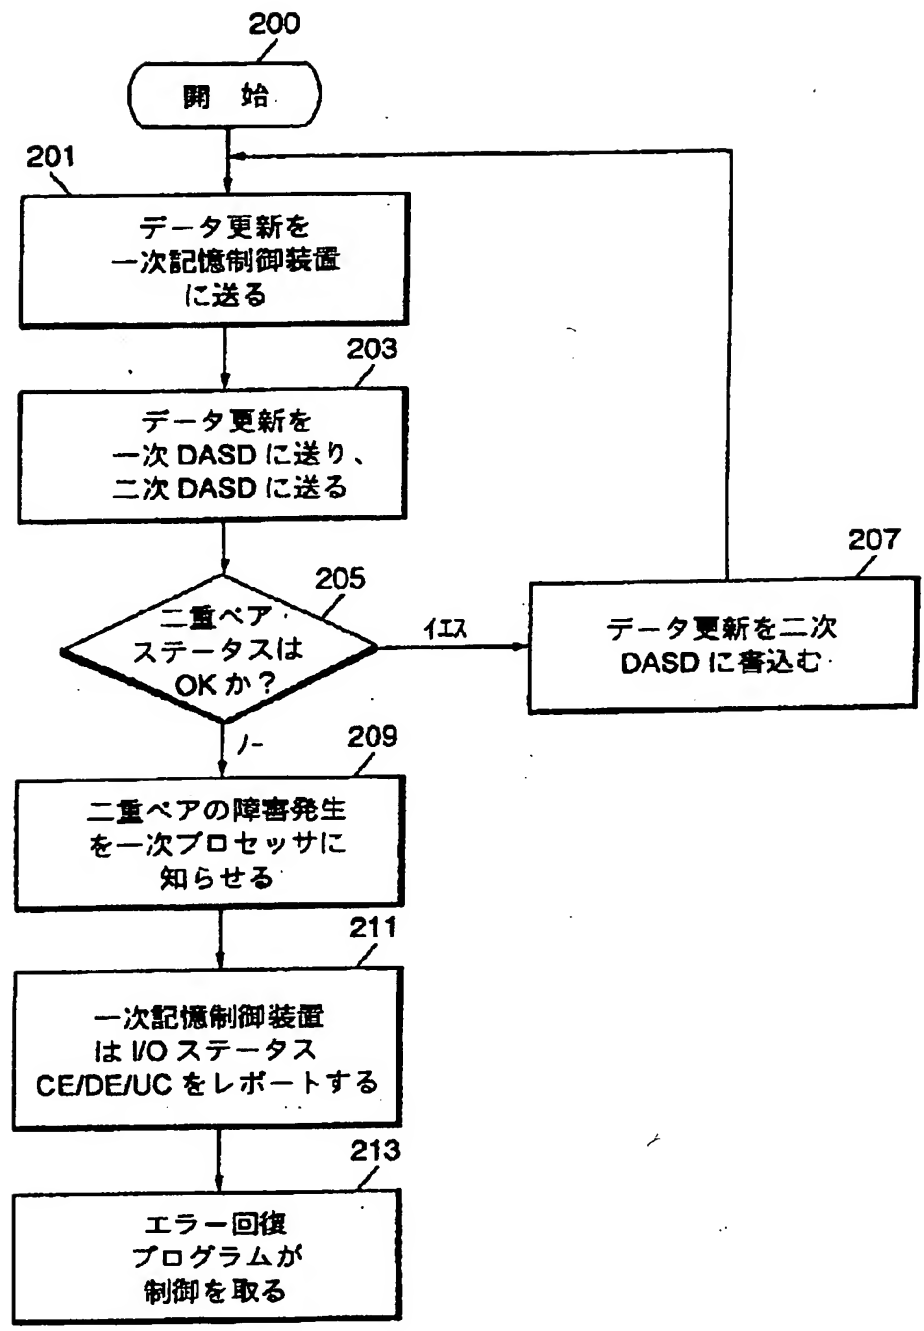 200
開 始
201
データ更新を
一次記憶制御装置
に送る
203
データ更新を
一次 DASD に送り、
二次 DASD に送る
205
二重ペア
ステータスは
OK か？
イエス
207
データ更新を二次
DASD に書込む
ノー
209
二重ペアの障害発生
を一次プロセッサに
知らせる
211
一次記憶制御装置
は I/O ステータス
CE/DE/UC をレポートする
213
エラー回復
プログラムが
制御を取る